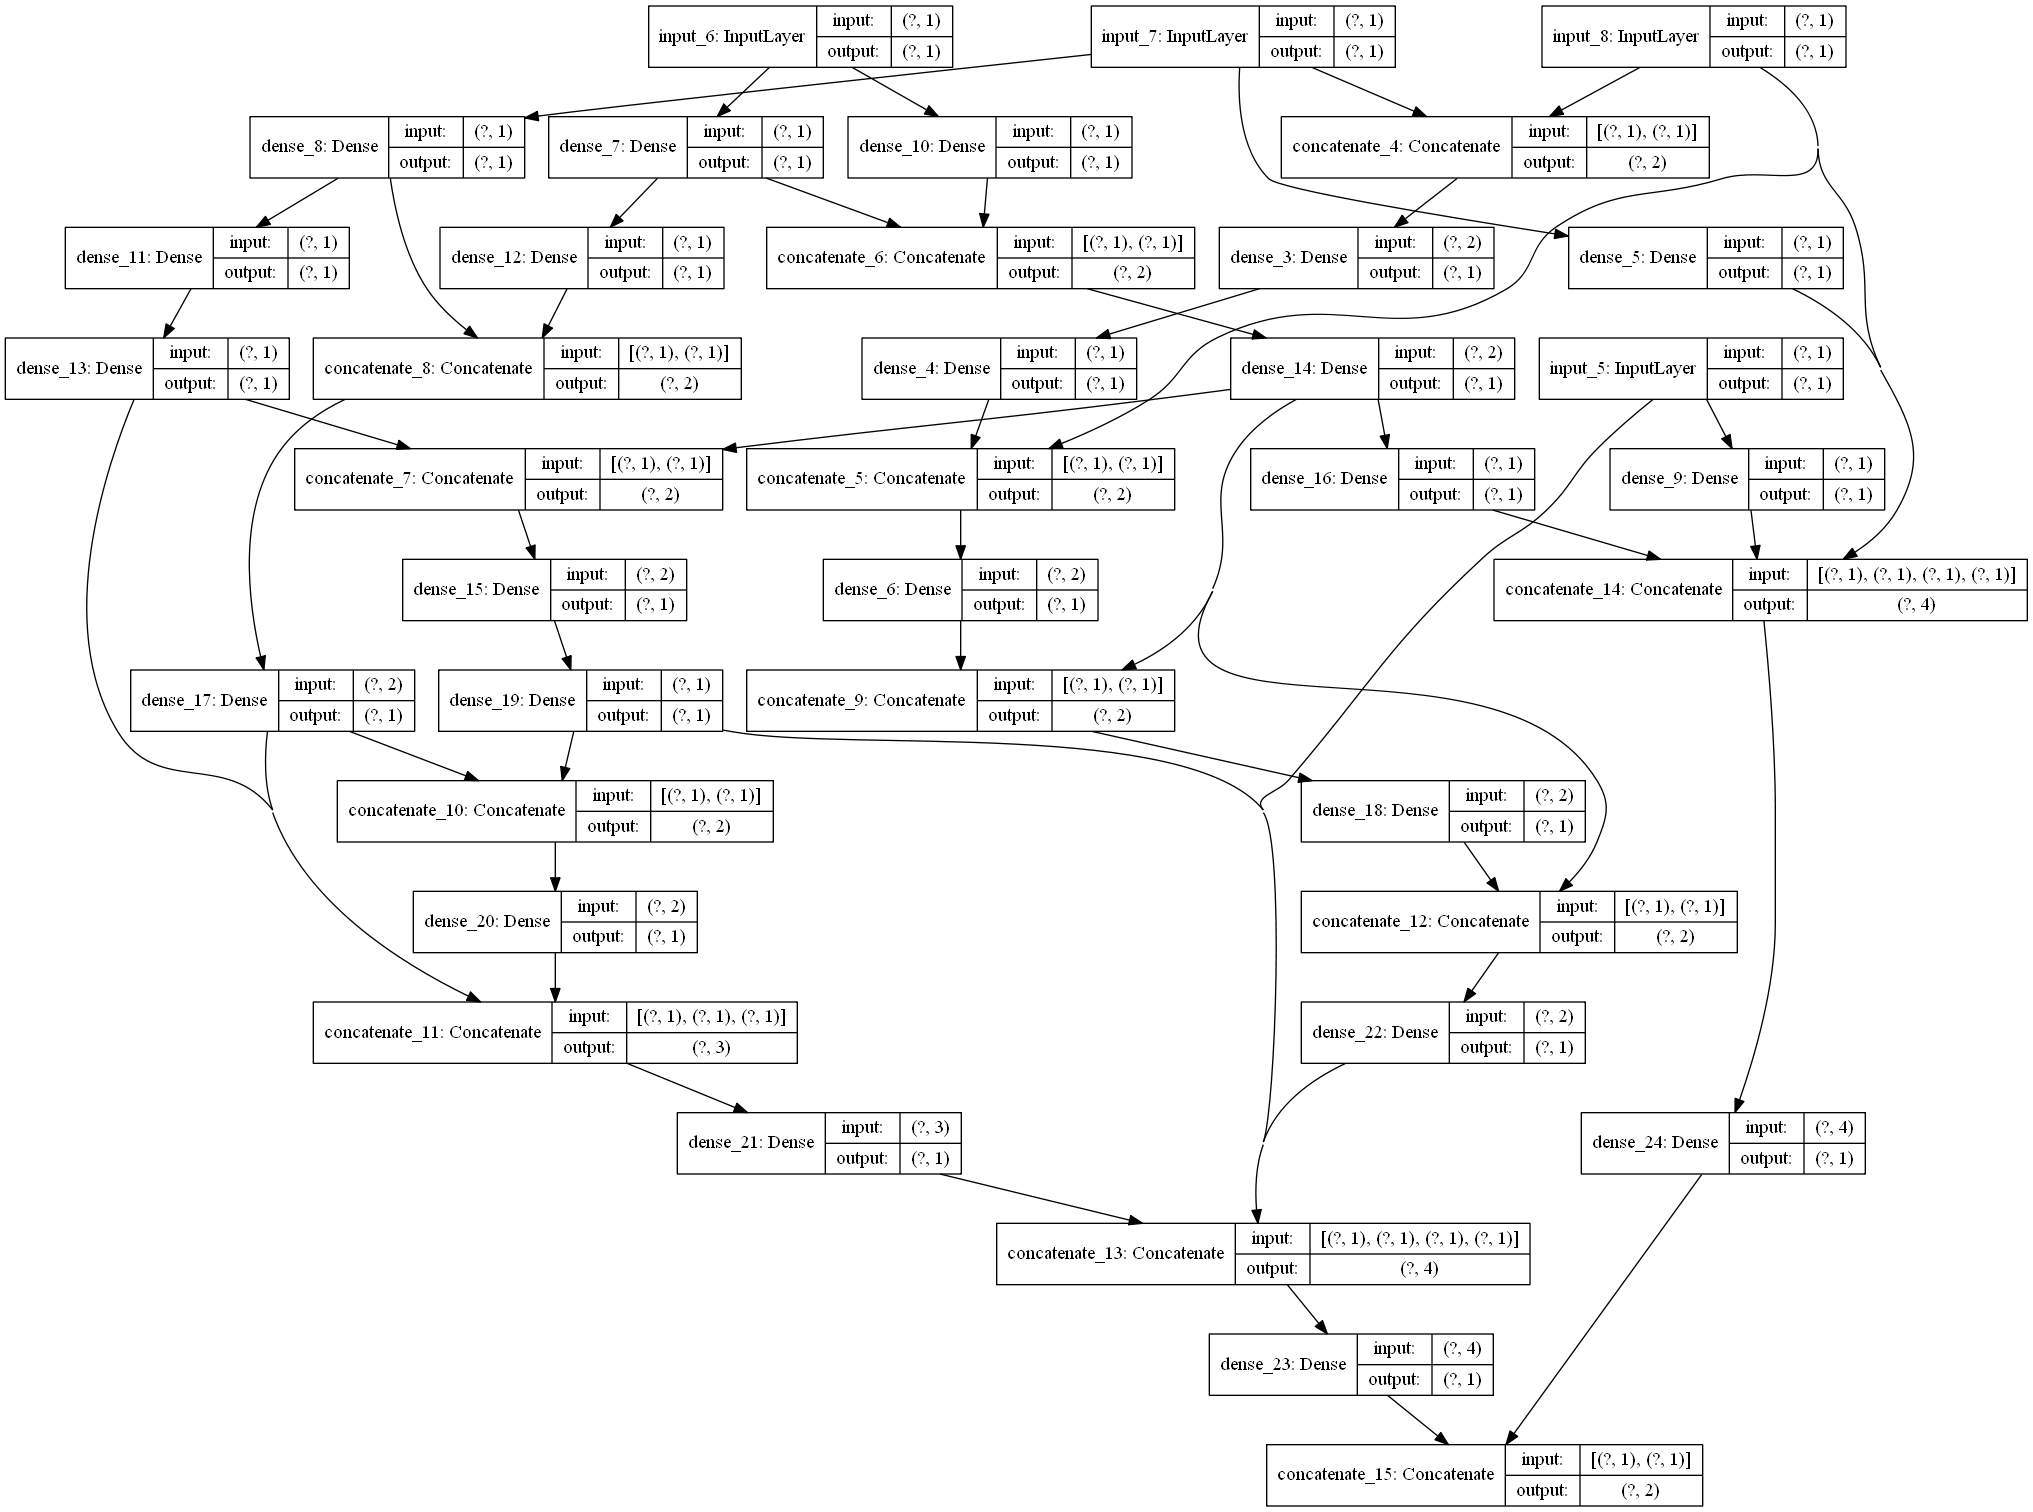 input_6: InputLayer input: (?, 1) output: (?, 1)
input_7: InputLayer input: (?, 1) output: (?, 1)
input_8: InputLayer input: (?, 1) output: (?, 1)
dense_8: Dense input: (?, 1) output: (?, 1)
dense_7: Dense input: (?, 1) output: (?, 1)
dense_10: Dense input: (?, 1) output: (?, 1)
concatenate_4: Concatenate input: [(?, 1), (?, 1)] output: (?, 2)
dense_11: Dense input: (?, 1) output: (?, 1)
dense_12: Dense input: (?, 1) output: (?, 1)
concatenate_6: Concatenate input: [(?, 1), (?, 1)] output: (?, 2)
dense_3: Dense input: (?, 2) output: (?, 1)
dense_5: Dense input: (?, 1) output: (?, 1)
dense_13: Dense input: (?, 1) output: (?, 1)
concatenate_8: Concatenate input: [(?, 1), (?, 1)] output: (?, 2)
dense_4: Dense input: (?, 1) output: (?, 1)
dense_14: Dense input: (?, 2) output: (?, 1)
input_5: InputLayer input: (?, 1) output: (?, 1)
concatenate_7: Concatenate input: [(?, 1), (?, 1)] output: (?, 2)
concatenate_5: Concatenate input: [(?, 1), (?, 1)] output: (?, 2)
dense_16: Dense input: (?, 1) output: (?, 1)
dense_9: Dense input: (?, 1) output: (?, 1)
dense_15: Dense input: (?, 2) output: (?, 1)
dense_6: Dense input: (?, 2) output: (?, 1)
concatenate_14: Concatenate input: [(?, 1), (?, 1), (?, 1), (?, 1)] output: (?, 4)
dense_17: Dense input: (?, 2) output: (?, 1)
dense_19: Dense input: (?, 1) output: (?, 1)
concatenate_9: Concatenate input: [(?, 1), (?, 1)] output: (?, 2)
concatenate_10: Concatenate input: [(?, 1), (?, 1)] output: (?, 2)
dense_18: Dense input: (?, 2) output: (?, 1)
dense_20: Dense input: (?, 2) output: (?, 1)
concatenate_12: Concatenate input: [(?, 1), (?, 1)] output: (?, 2)
concatenate_11: Concatenate input: [(?, 1), (?, 1), (?, 1)] output: (?, 3)
dense_22: Dense input: (?, 2) output: (?, 1)
dense_21: Dense input: (?, 3) output: (?, 1)
dense_24: Dense input: (?, 4) output: (?, 1)
concatenate_13: Concatenate input: [(?, 1), (?, 1), (?, 1), (?, 1)] output: (?, 4)
dense_23: Dense input: (?, 4) output: (?, 1)
concatenate_15: Concatenate input: [(?, 1), (?, 1)] output: (?, 2)